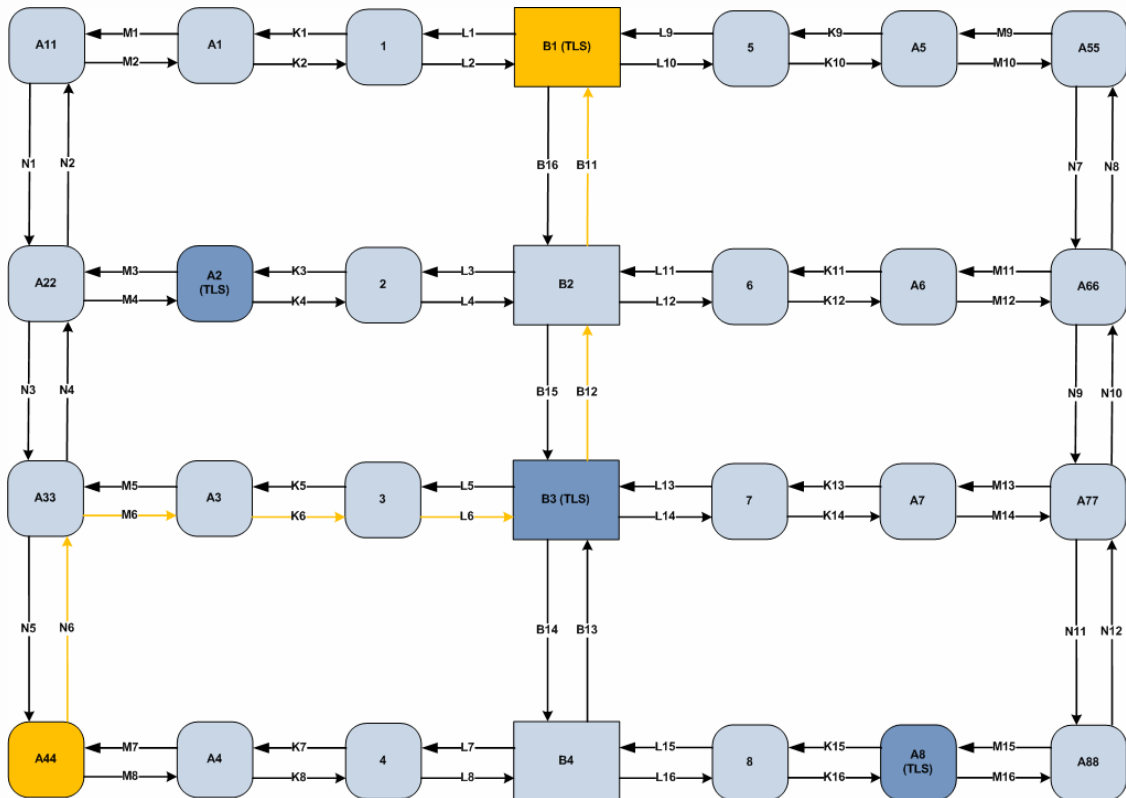 M1 K1 L1 L9 K9 M9
A11 A1 1 B1 (TLS) 5 A5 A55
M2 K2 L2 L10 K10 M10
N1 N2 B16 B11 N7 N8
M3 K3 L3 L11 K11 M11
A22 A2 2 B2 6 A6 A66
(TLS)
M4 K4 L4 L12 K12 M12
N3 N4 B15 B12 N9 N10
M5 K5 L5 L13 K13 M13
A33 A3 3 B3 (TLS) 7 A7 A77
M6 K6 L6 L14 K14 M14
N5 N6 B14 B13 N11 N12
M7 K7 L7 L15 K15 M15
A44 A4 4 B4 8 A8 A88
(TLS)
M8 K8 L8 L16 K16 M16